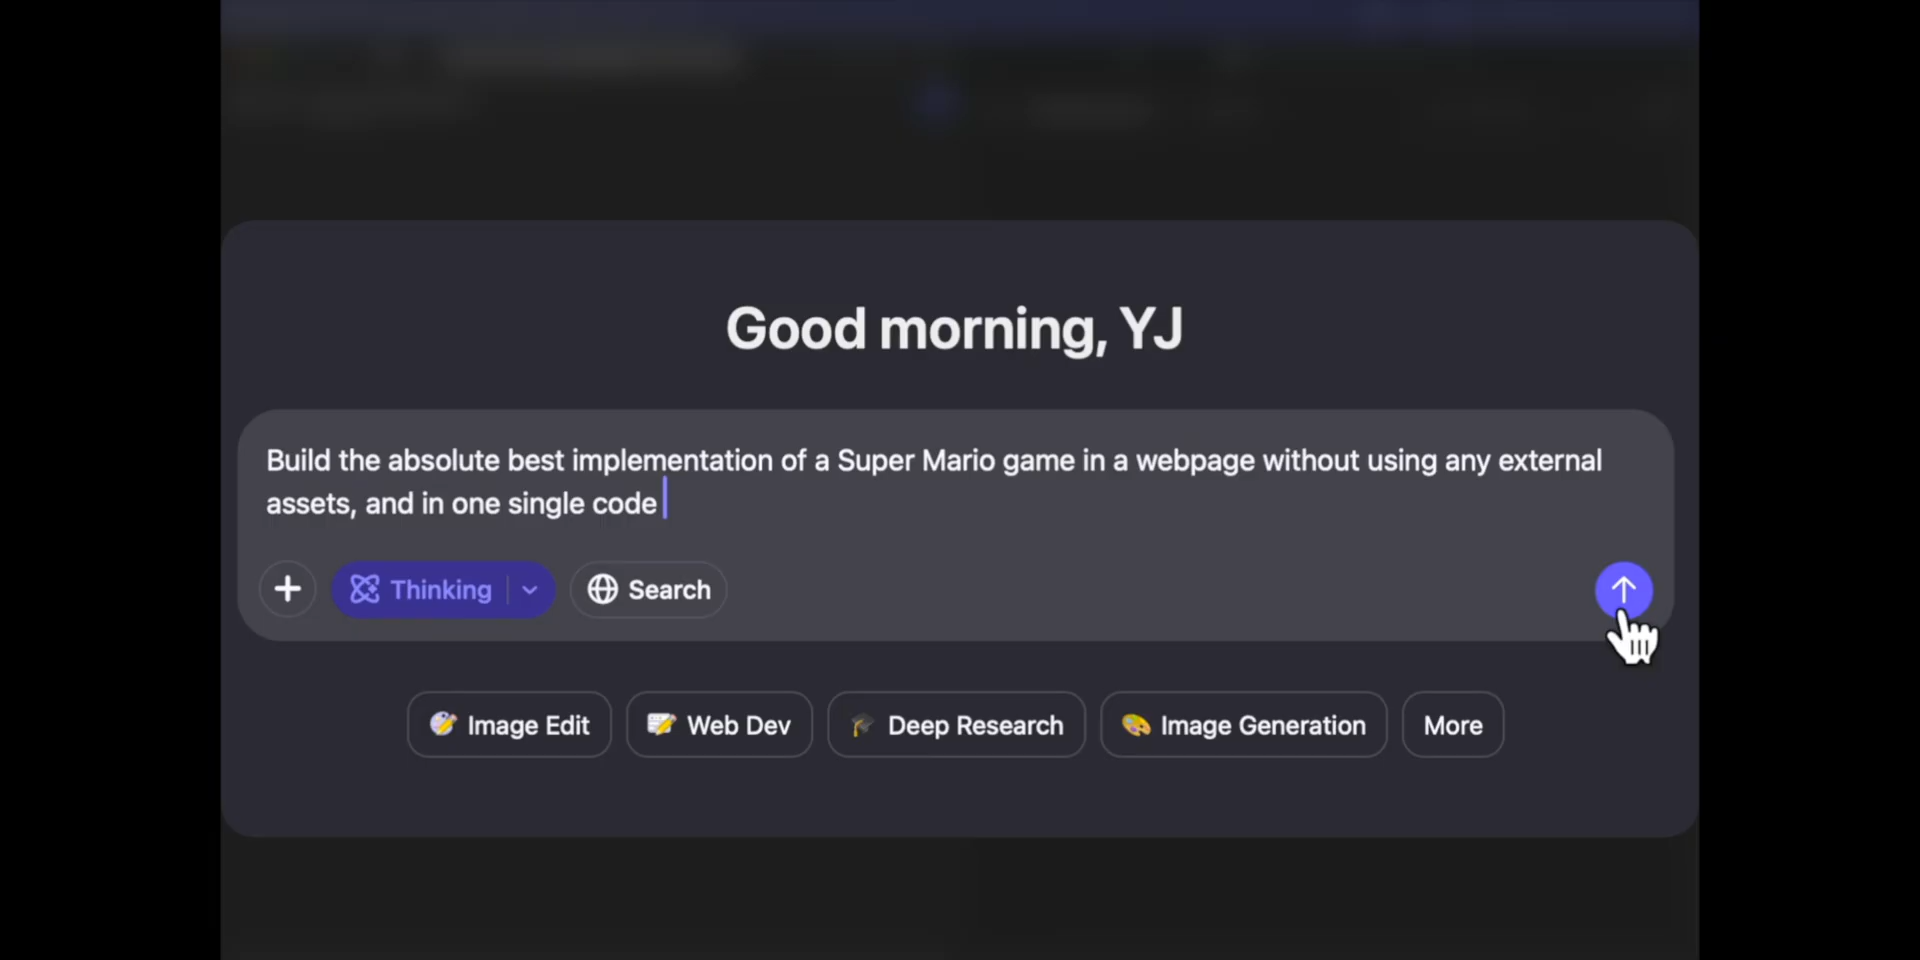 Good morning, YJ
Build the absolute best implementation of a Super Mario game in a webpage without using any external
assets, and in one single code
Thinking
Search
Image Edit
Web Dev
Deep Research
Image Generation
More